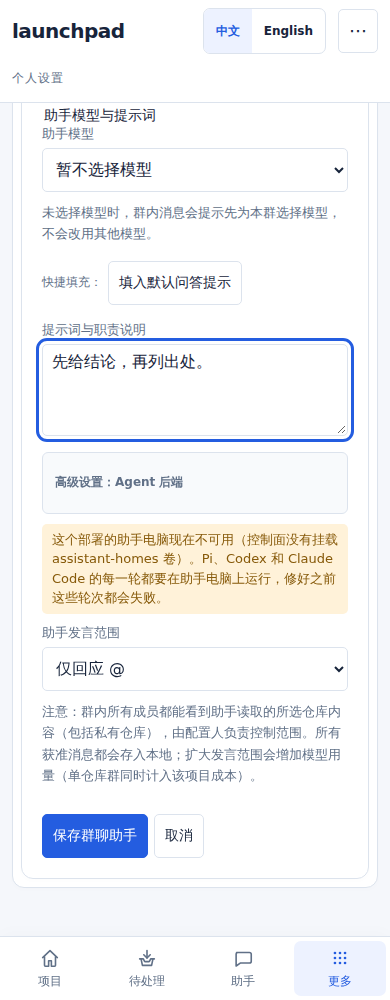 launchpad
中文
English
...
个人设置
助手模型与提示词
助手模型
暂不选择模型
未选择模型时，群内消息会提示先为本群选择模型，
不会改用其他模型。
快捷填充：
填入默认问答提示
提示词与职责说明
先给结论，再列出处。
高级设置：Agent 后端
这个部署的助手电脑现在不可用（控制面没有挂载
assistant-homes 卷）。Pi、Codex 和 Claude
Code 的每一轮都要在助手电脑上运行，修好之前
这些轮次都会失败。
助手发言范围
仅回应 @
注意：群内所有成员都能看到助手读取的所选仓库内
容（包括私有仓库），由配置人负责控制范围。所有
获准消息都会存入本地；扩大发言范围会增加模型用
量（单仓库群同时计入该项目成本）。
保存群聊助手
取消
项目
待处理
助手
更多